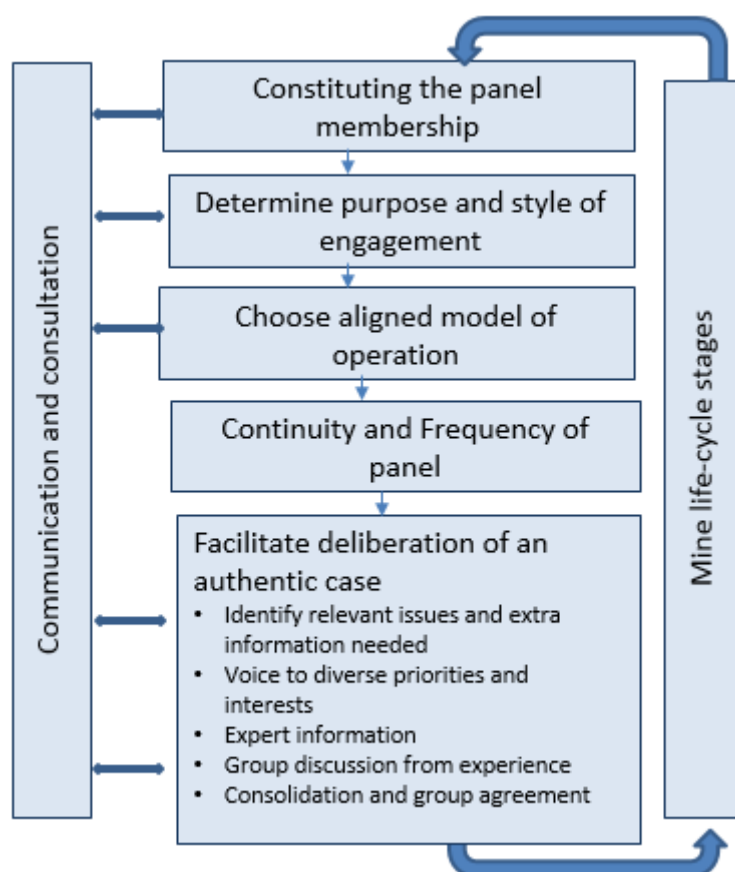 Constituting the panel
membership
Determine purpose and style of
engagement
Choose aligned model of
operation
Continuity and Frequency of
panel
Facilitate deliberation of an
authentic case
• Identify relevant issues and extra
information needed
• Voice to diverse priorities and
interests
• Expert information
• Group discussion from experience
• Consolidation and group agreement
Communication and consultation
Mine life-cycle stages